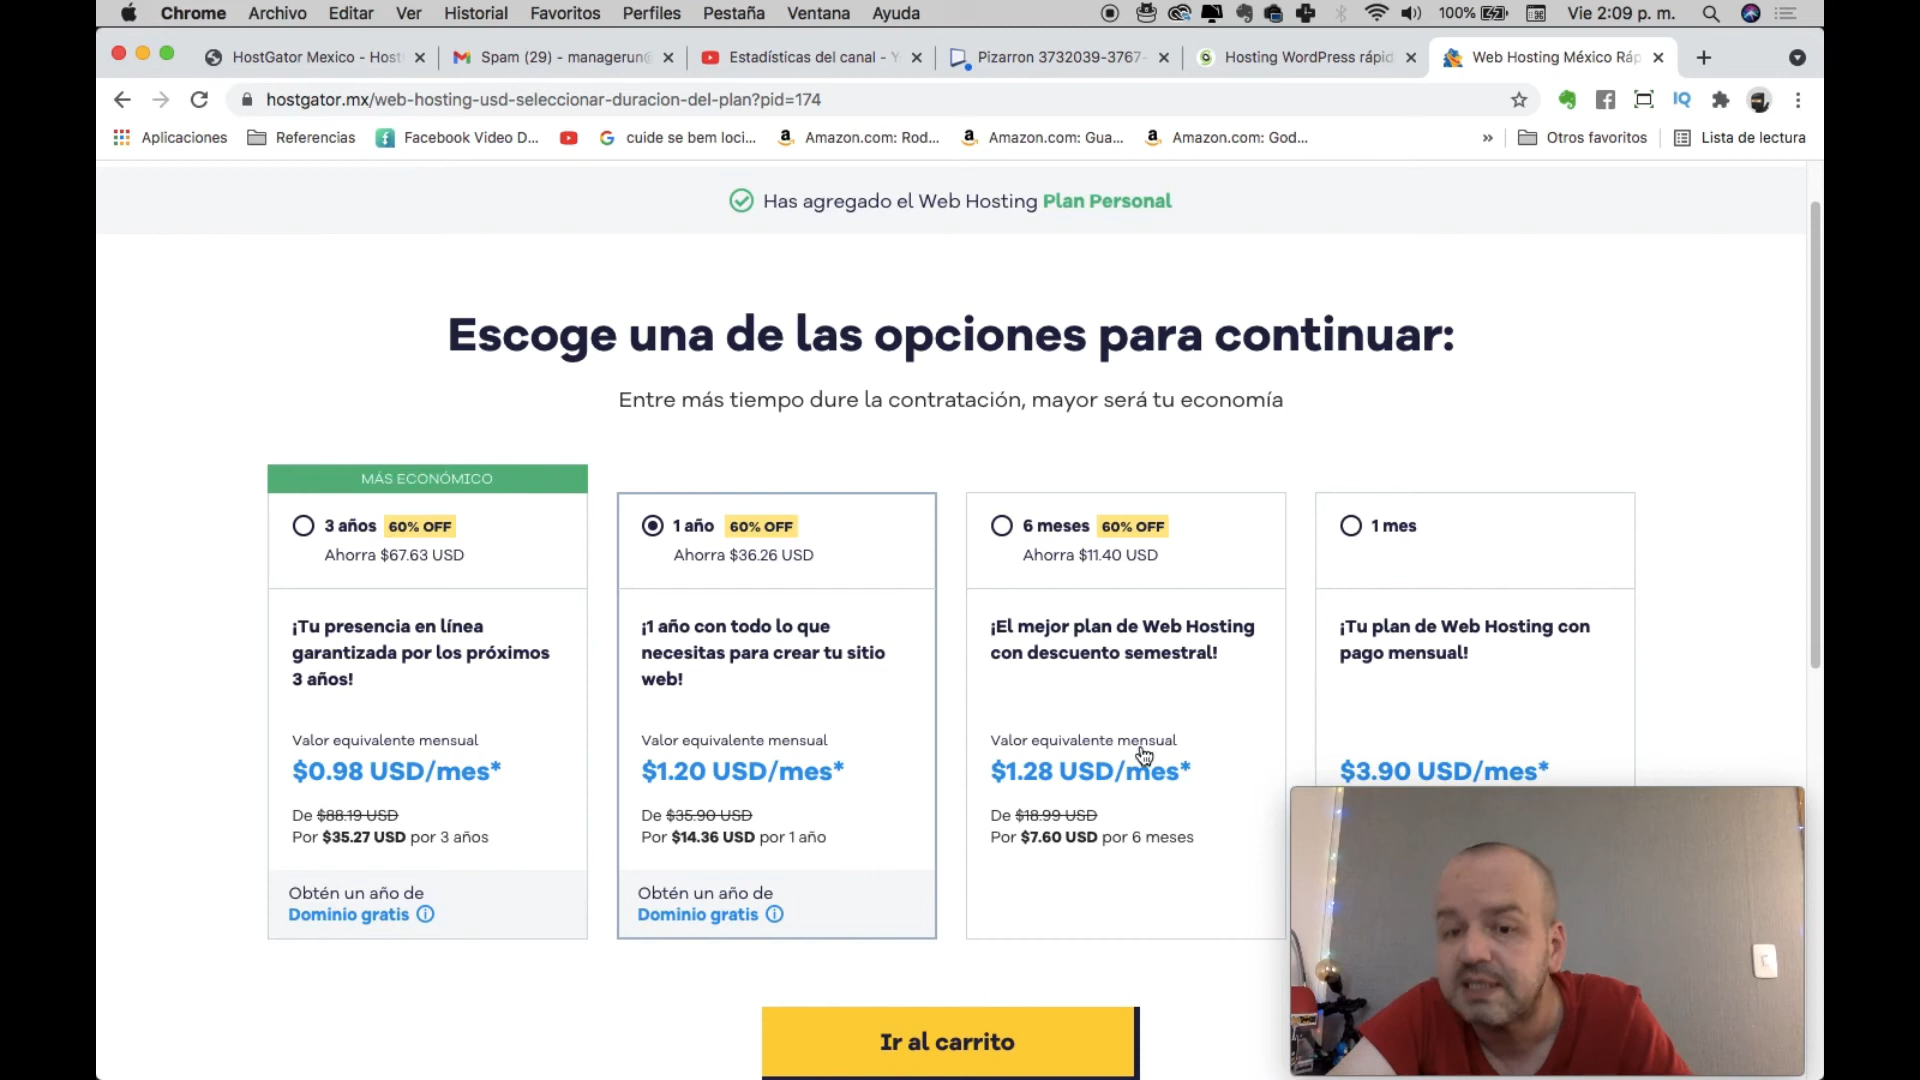 Chrome Archivo Editar Ver Historial Favoritos Perfiles Pestaña Ventana Ayuda 100% Vie 2:09 p. m.
HostGator Mexico - Host Spam (29) - managerun@ Estadísticas del canal - Y Pizarron 3732039-3767- Hosting WordPress rápid Web Hosting México Ráp
hostgator.mx/web-hosting-usd-seleccionar-duracion-del-plan?pid=174
Aplicaciones Referencias Facebook Video D... cuide se bem loci... Amazon.com: Rod... Amazon.com: Gua... Amazon.com: God... » Otros favoritos Lista de lectura
Has agregado el Web Hosting Plan Personal
Escoge una de las opciones para continuar:
Entre más tiempo dure la contratación, mayor será tu economía
MÁS ECONÓMICO
3 años 60% OFF
Ahorra $67.63 USD
¡Tu presencia en línea
garantizada por los próximos
3 años!
Valor equivalente mensual
$0.98 USD/mes*
De $88.19 USD
Por $35.27 USD por 3 años
Obtén un año de
Dominio gratis
1 año 60% OFF
Ahorra $36.26 USD
¡1 año con todo lo que
necesitas para crear tu sitio
web!
Valor equivalente mensual
$1.20 USD/mes*
De $35.90 USD
Por $14.36 USD por 1 año
Obtén un año de
Dominio gratis
6 meses 60% OFF
Ahorra $11.40 USD
¡El mejor plan de Web Hosting
con descuento semestral!
Valor equivalente mensual
$1.28 USD/mes*
De $18.99 USD
Por $7.60 USD por 6 meses
1 mes
¡Tu plan de Web Hosting con
pago mensual!
$3.90 USD/mes*
Ir al carrito